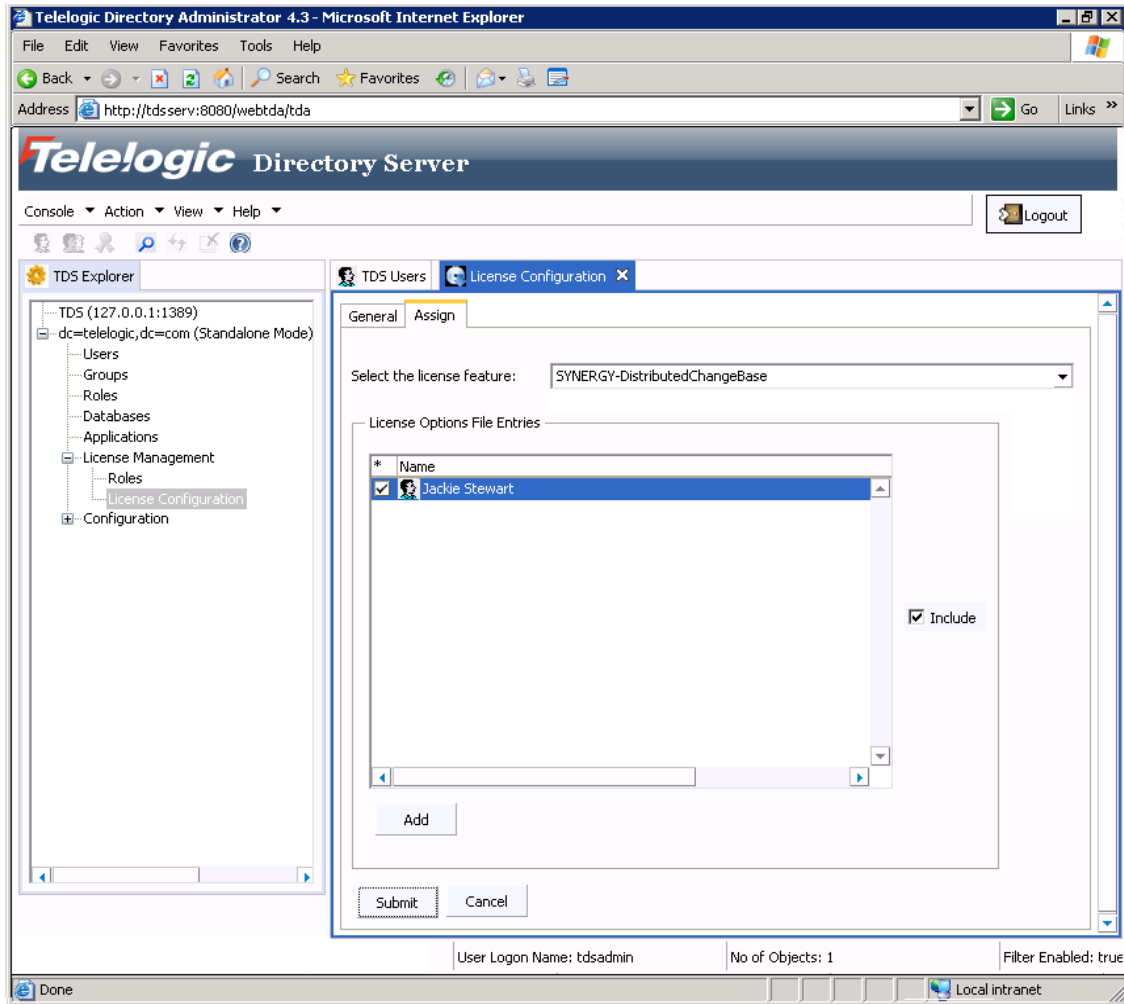 Telelogic Directory Administrator 4.3 - Microsoft Internet Explorer
File Edit View Favorites Tools Help
Back Search Favorites
Address http://tdsserv:8080/webtda/tda Go Links »
Telelogic Directory Server
Console Action View Help Logout
TDS Explorer
TDS Users License Configuration
TDS (127.0.0.1:1389)
dc=telelogic,dc=com (Standalone Mode)
Users
Groups
Roles
Databases
Applications
License Management
Roles
License Configuration
Configuration
General Assign
Select the license feature: SYNERGY-DistributedChangeBase
License Options File Entries
* Name
Jackie Stewart
Include
Add
Submit Cancel
User Logon Name: tdsadmin No of Objects: 1 Filter Enabled: true
Done Local intranet